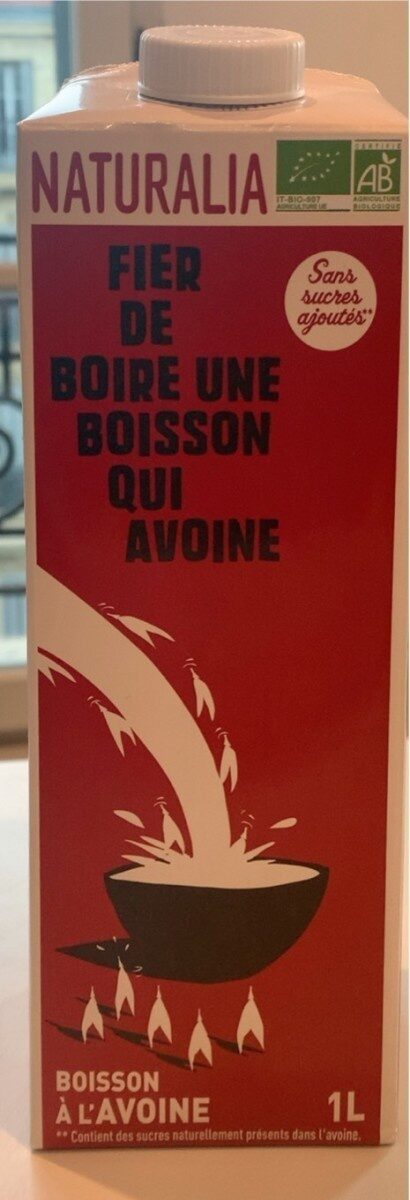 NATURALIA
IT-BIO-007
AGRICULTURE UE
CERTIFIÉ
AB
AGRICULTURE
BIOLOGIQUE
FIER
DE
BOIRE UNE
BOISSON
QUI
AVOINE
Sans
sucres
ajoutés**
BOISSON
À L'AVOINE
1L
** Contient des sucres naturellement présents dans l'avoine.